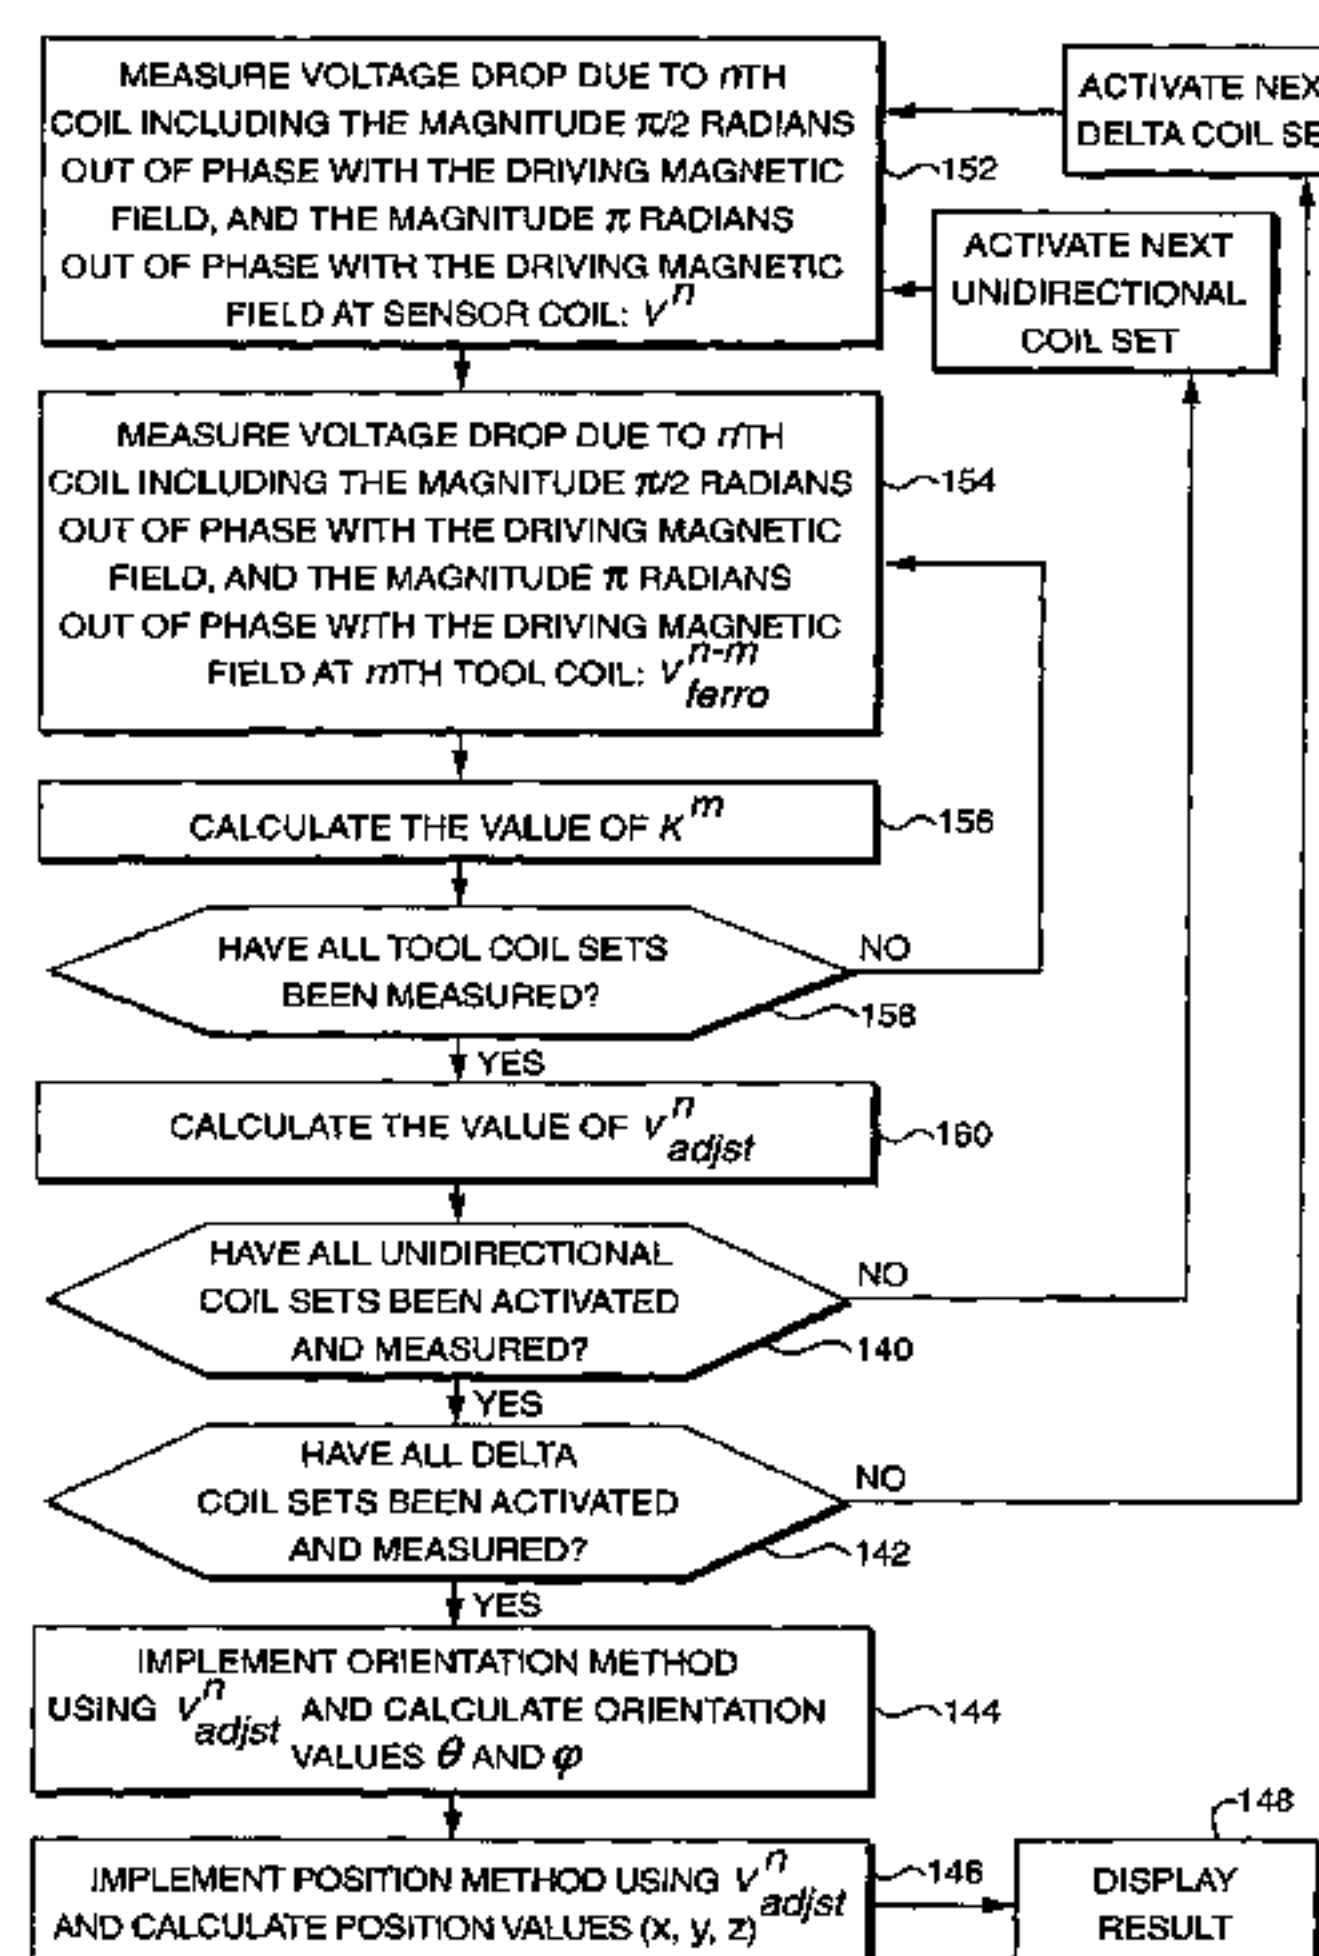 MEASURE VOLTAGE DROP DUE TO nTH
COIL INCLUDING THE MAGNITUDE π/2 RADIANS
OUT OF PHASE WITH THE DRIVING MAGNETIC
FIELD, AND THE MAGNITUDE π RADIANS
OUT OF PHASE WITH THE DRIVING MAGNETIC
FIELD AT SENSOR COIL: V^n
152
ACTIVATE NEX
DELTA COIL SE
ACTIVATE NEXT
UNIDIRECTIONAL
COIL SET
MEASURE VOLTAGE DROP DUE TO nTH
COIL INCLUDING THE MAGNITUDE π/2 RADIANS
OUT OF PHASE WITH THE DRIVING MAGNETIC
FIELD, AND THE MAGNITUDE π RADIANS
OUT OF PHASE WITH THE DRIVING MAGNETIC
FIELD AT mTH TOOL COIL: V^n-m_ferro
154
CALCULATE THE VALUE OF K^m
156
HAVE ALL TOOL COIL SETS
BEEN MEASURED?
NO
158
YES
CALCULATE THE VALUE OF V^n_adjst
160
HAVE ALL UNIDIRECTIONAL
COIL SETS BEEN ACTIVATED
AND MEASURED?
NO
140
YES
HAVE ALL DELTA
COIL SETS BEEN ACTIVATED
AND MEASURED?
NO
142
YES
IMPLEMENT ORIENTATION METHOD
USING V^n_adjst AND CALCULATE ORIENTATION
VALUES θ AND φ
144
IMPLEMENT POSITION METHOD USING V^n_adjst
AND CALCULATE POSITION VALUES (x, y, z)
146
148
DISPLAY
RESULT